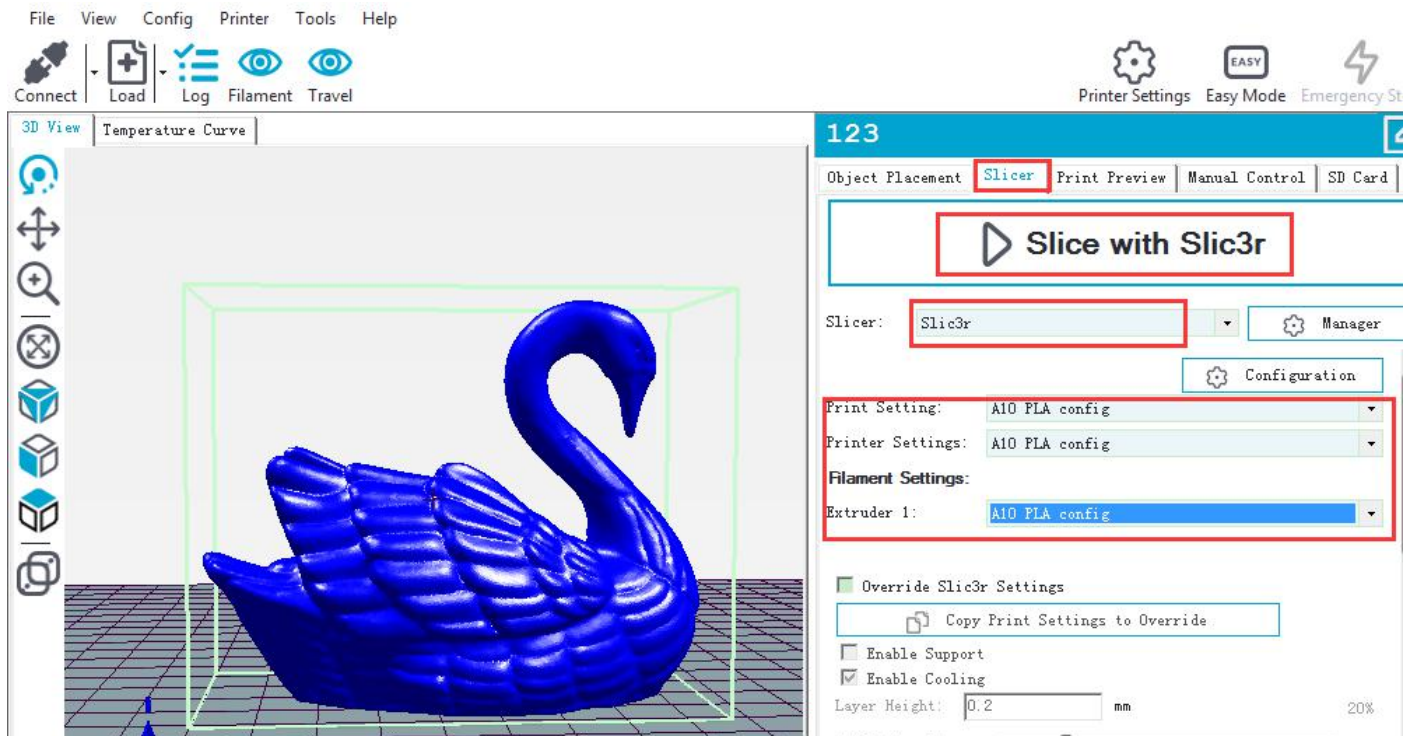 File View Config Printer Tools Help
Connect Load Log Filament Travel
EASY
Printer Settings Easy Mode Emergency St
3D View Temperature Curve
123
Object Placement Slicer Print Preview Manual Control SD Card
Slice with Slic3r
Slicer: Slic3r Manager
Configuration
Print Setting: A10 PLA config
Printer Settings: A10 PLA config
Filament Settings:
Extruder 1: A10 PLA config
Override Slic3r Settings
Copy Print Settings to Override
Enable Support
Enable Cooling
Layer Height: 0.2 mm 20%